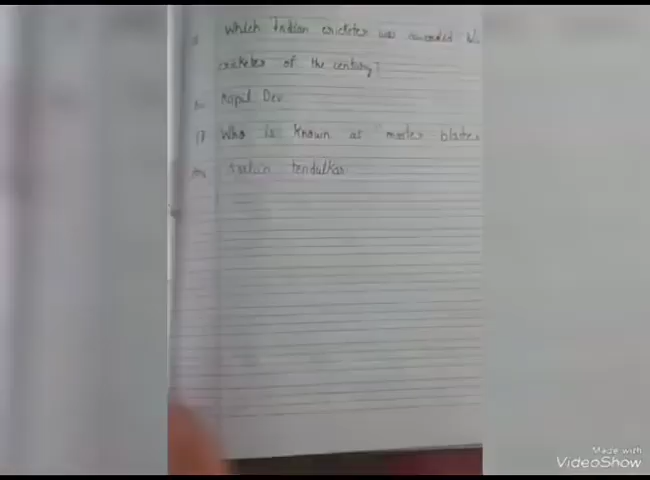 Which Indian cricketer was awarded
cricketer of the century?
Kapil Dev
17 Who is known as master blaster
tendulkar
Made with
VideoShow